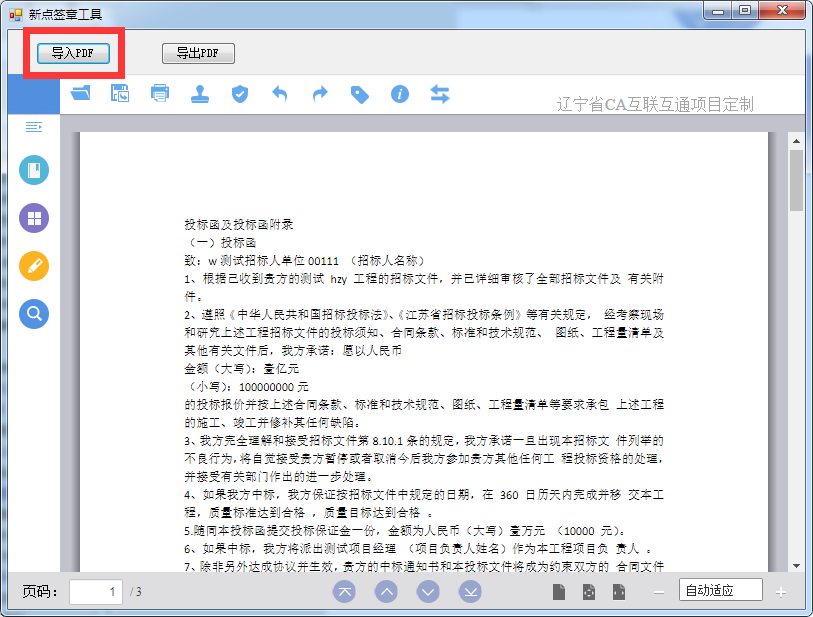 新点签章工具
导入PDF
导出PDF
辽宁省CA互联互通项目定制
投标函及投标函附录
（一）投标函
致：w 测试招标人单位 00111 （招标人名称）
1、根据已收到贵方的测试 hzy 工程的招标文件，并已详细审核了全部招标文件及 有关附
件。
2、遵照《中华人民共和国招标投标法》、《江苏省招标投标条例》等有关规定， 经考察现场
和研究上述工程招标文件的投标须知、合同条款、标准和技术规范、 图纸、工程量清单及
其他有关文件后，我方承诺：愿以人民币
金额（大写）：壹亿元
（小写）：100000000 元
的投标报价并按上述合同条款、标准和技术规范、图纸、工程量清单等要求承包 上述工程
的施工、竣工并修补其任何缺陷。
3、我方完全理解和接受招标文件第 8.10.1 条的规定，我方承诺一旦出现本招标文 件列举的
不良行为，将自觉接受贵方暂停或者取消今后我方参加贵方其他任何工 程投标资格的处理，
并接受有关部门作出的进一步处理。
4、如果我方中标，我方保证按招标文件中规定的日期，在 360 日历天内完成并移 交本工
程，质量标准达到合格 ，质量目标达到合格 。
5.随同本投标函提交投标保证金一份，金额为人民币（大写）壹万元 （10000 元）。
6、如果中标，我方将派出测试项目经理 （项目负责人姓名）作为本工程项目负 责人 。
7、除非另外达成协议并生效，贵方的中标通知书和本投标文件将成为约束双方的 合同文件
页码： 1 / 3 自动适应